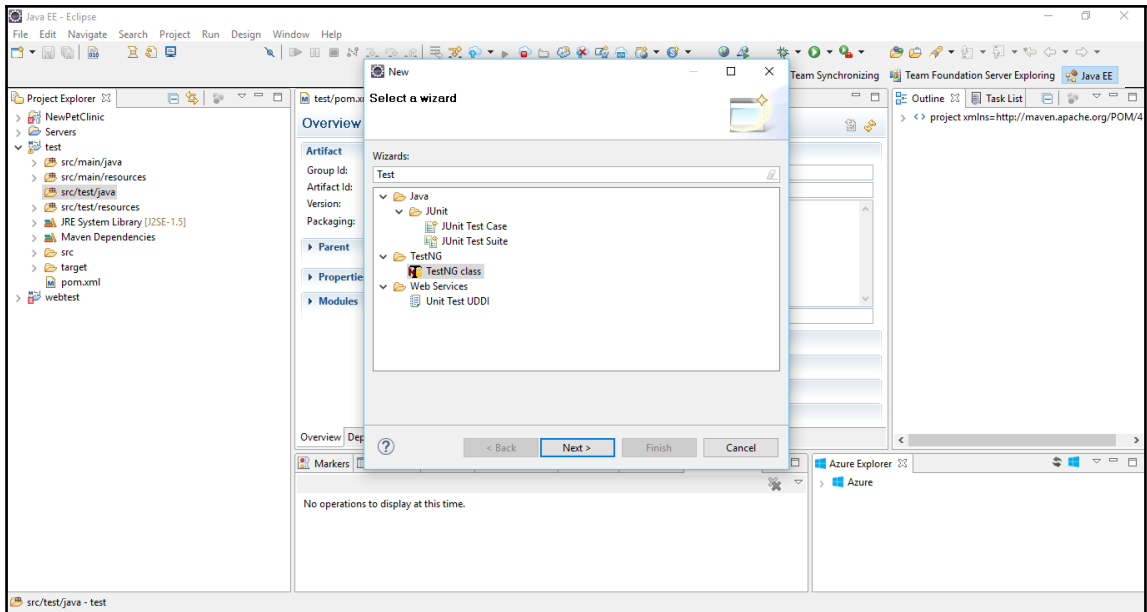 Java EE - Eclipse
File Edit Navigate Search Project Run Design Window Help
Team Synchronizing Team Foundation Server Exploring Java EE
Project Explorer
NewPetClinic
Servers
test
src/main/java
src/main/resources
src/test/java
src/test/resources
JRE System Library [J2SE-1.5]
Maven Dependencies
src
target
pom.xml
webtest
test/pom.x
Overview
Artifact
Group Id:
Artifact Id:
Version:
Packaging:
Parent
Propertie
Modules
Overview Dep
New
Select a wizard
Wizards:
Test
Java
JUnit
JUnit Test Case
JUnit Test Suite
TestNG
TestNG class
Web Services
Unit Test UDDI
< Back Next > Finish Cancel
Outline Task List
<> project xmlns=http://maven.apache.org/POM/4
Markers
No operations to display at this time.
Azure Explorer
Azure
src/test/java - test